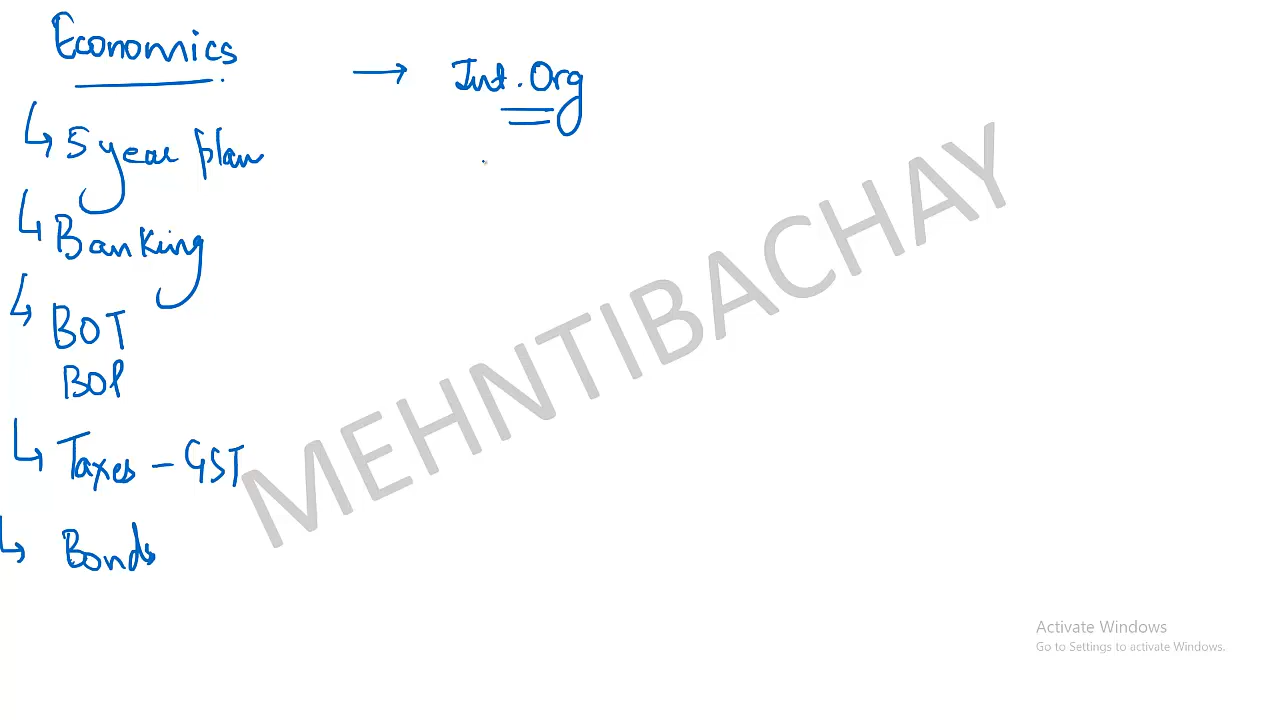 Economics
→ Int. Org
↳ 5 year plan
↳ Banking
↳ BOT
BOP
↳ Taxes - GST
↳ Bonds
MEHNTIBACHAY
Activate Windows
Go to Settings to activate Windows.